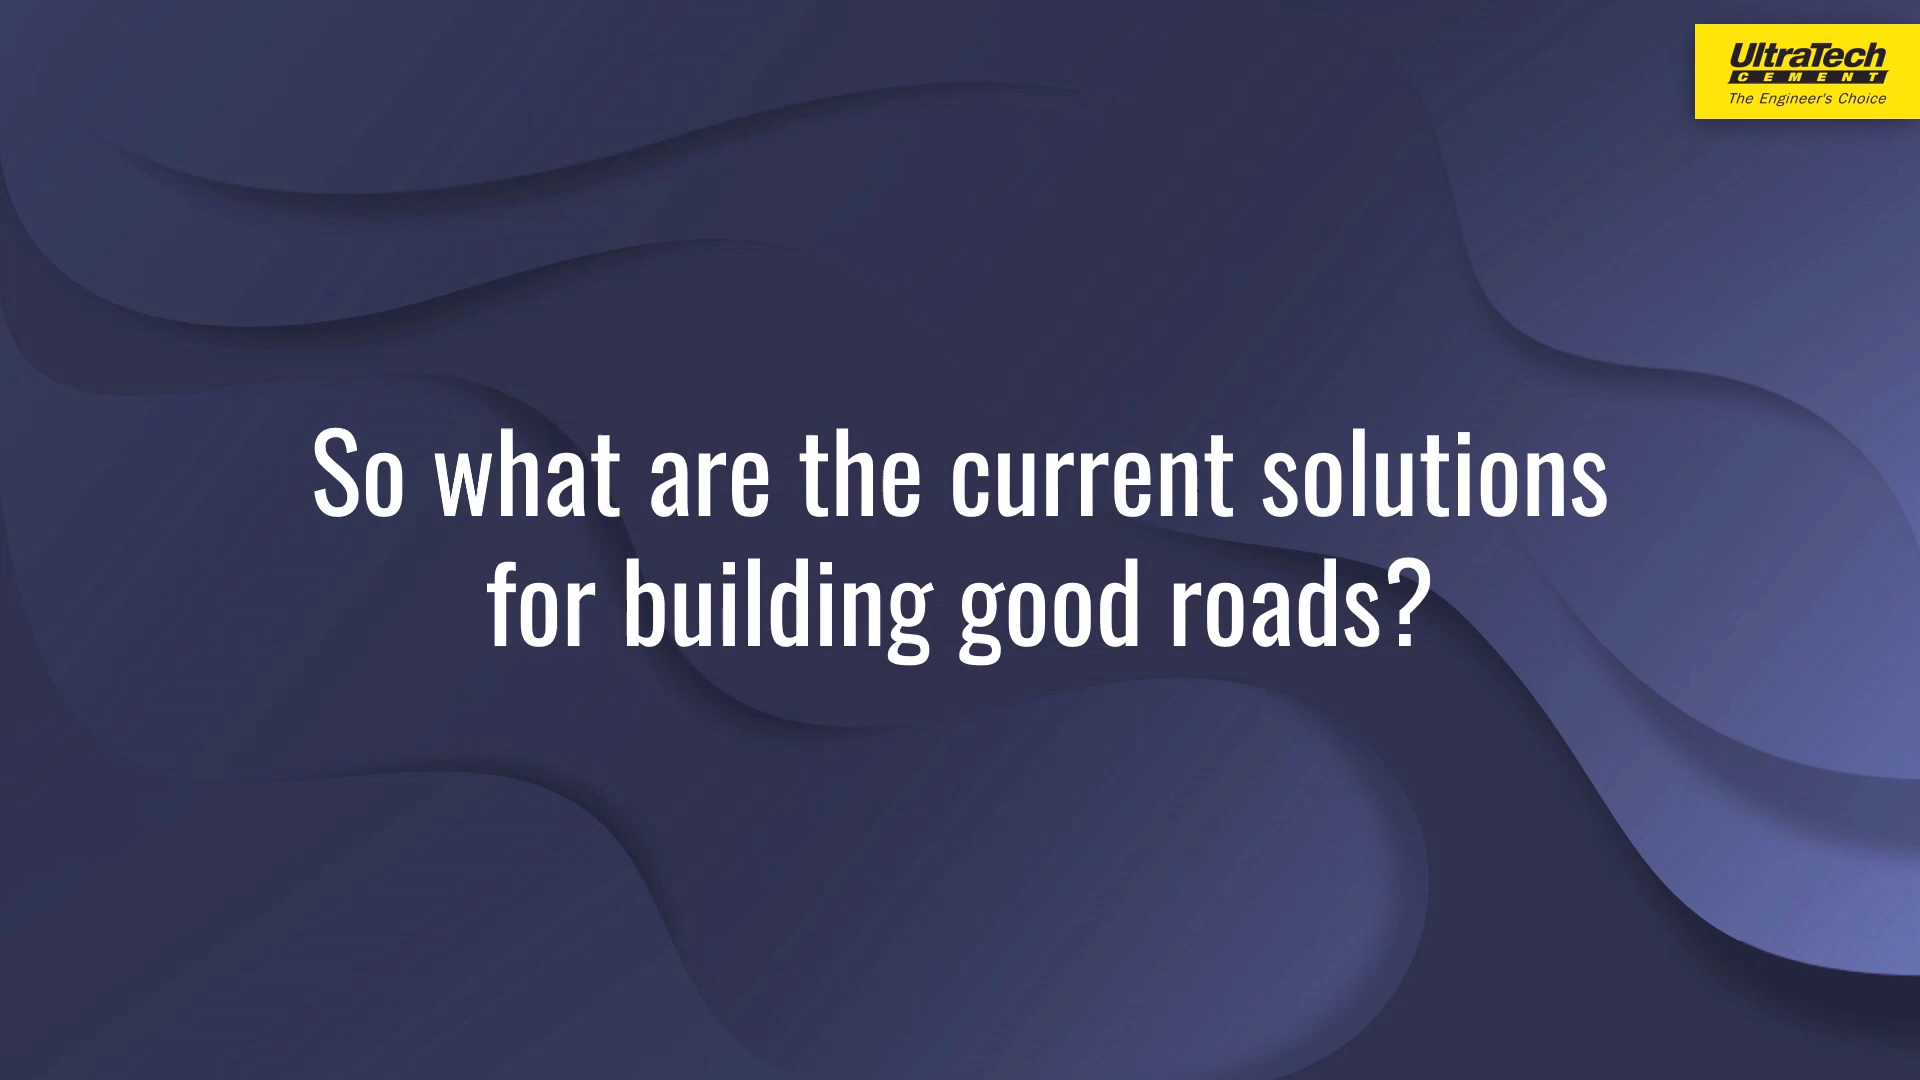 UltraTech
CEMENT
The Engineer's Choice
So what are the current solutions
for building good roads?